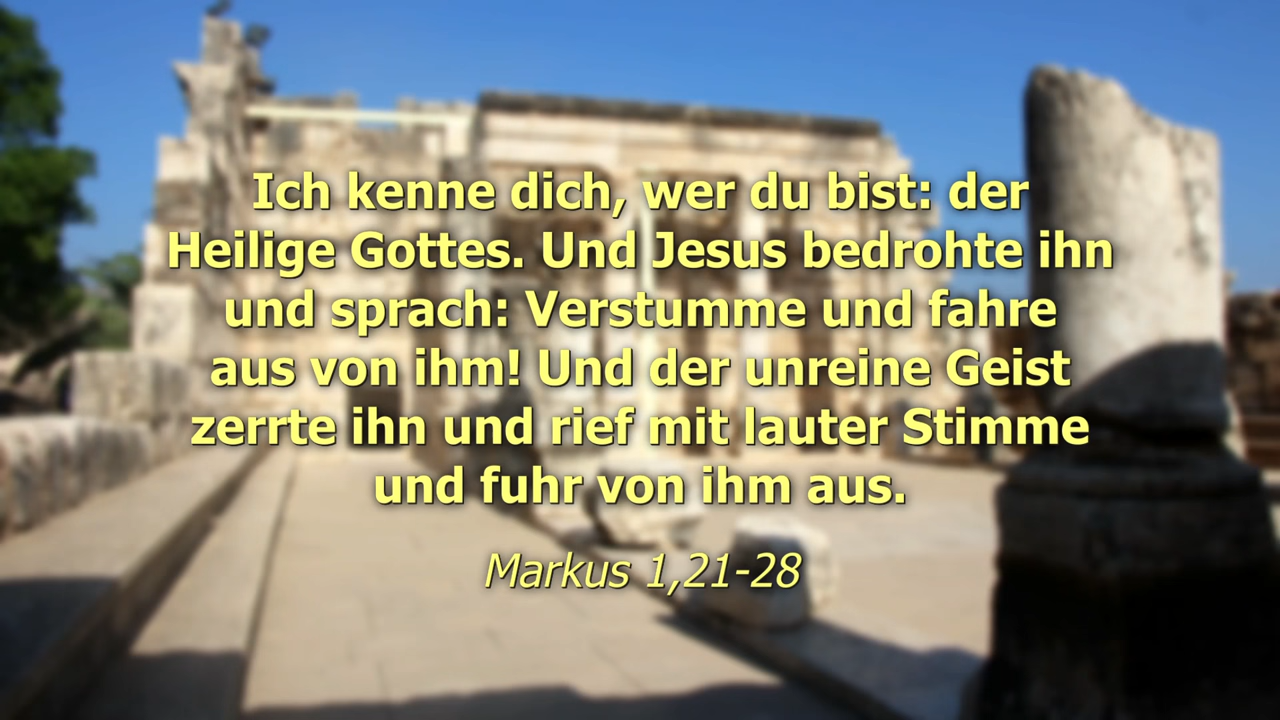 Ich kenne dich, wer du bist: der
Heilige Gottes. Und Jesus bedrohte ihn
und sprach: Verstumme und fahre
aus von ihm! Und der unreine Geist
zerrte ihn und rief mit lauter Stimme
und fuhr von ihm aus.
Markus 1,21-28